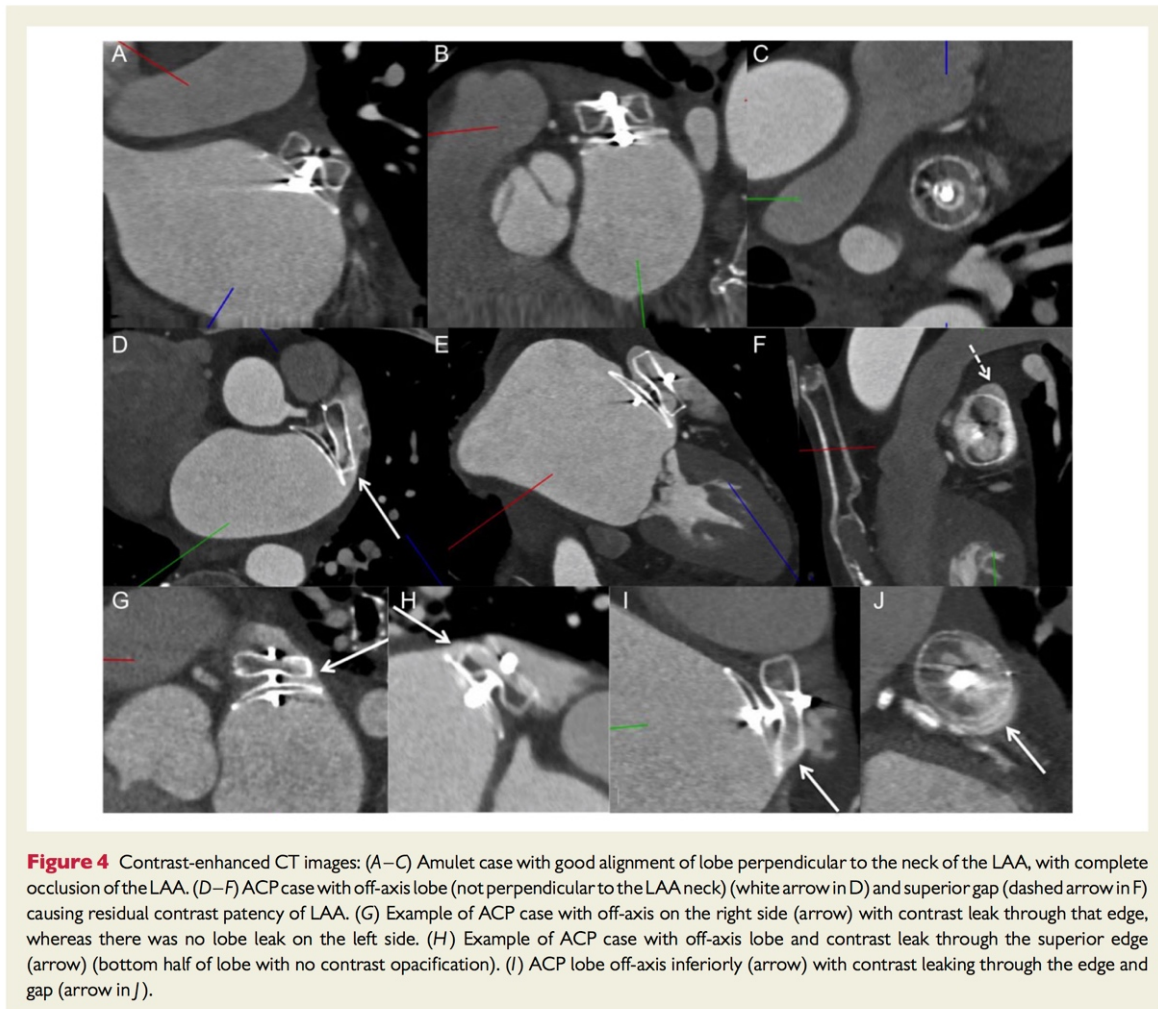 A
B
C
D
E
F
G
H
I
J
Figure 4 Contrast-enhanced CT images: (A–C) Amulet case with good alignment of lobe perpendicular to the neck of the LAA, with complete
occlusion of the LAA. (D–F) ACP case with off-axis lobe (not perpendicular to the LAA neck) (white arrow in D) and superior gap (dashed arrow in F)
causing residual contrast patency of LAA. (G) Example of ACP case with off-axis on the right side (arrow) with contrast leak through that edge,
whereas there was no lobe leak on the left side. (H) Example of ACP case with off-axis lobe and contrast leak through the superior edge
(arrow) (bottom half of lobe with no contrast opacification). (I) ACP lobe off-axis inferiorly (arrow) with contrast leaking through the edge and
gap (arrow in J).